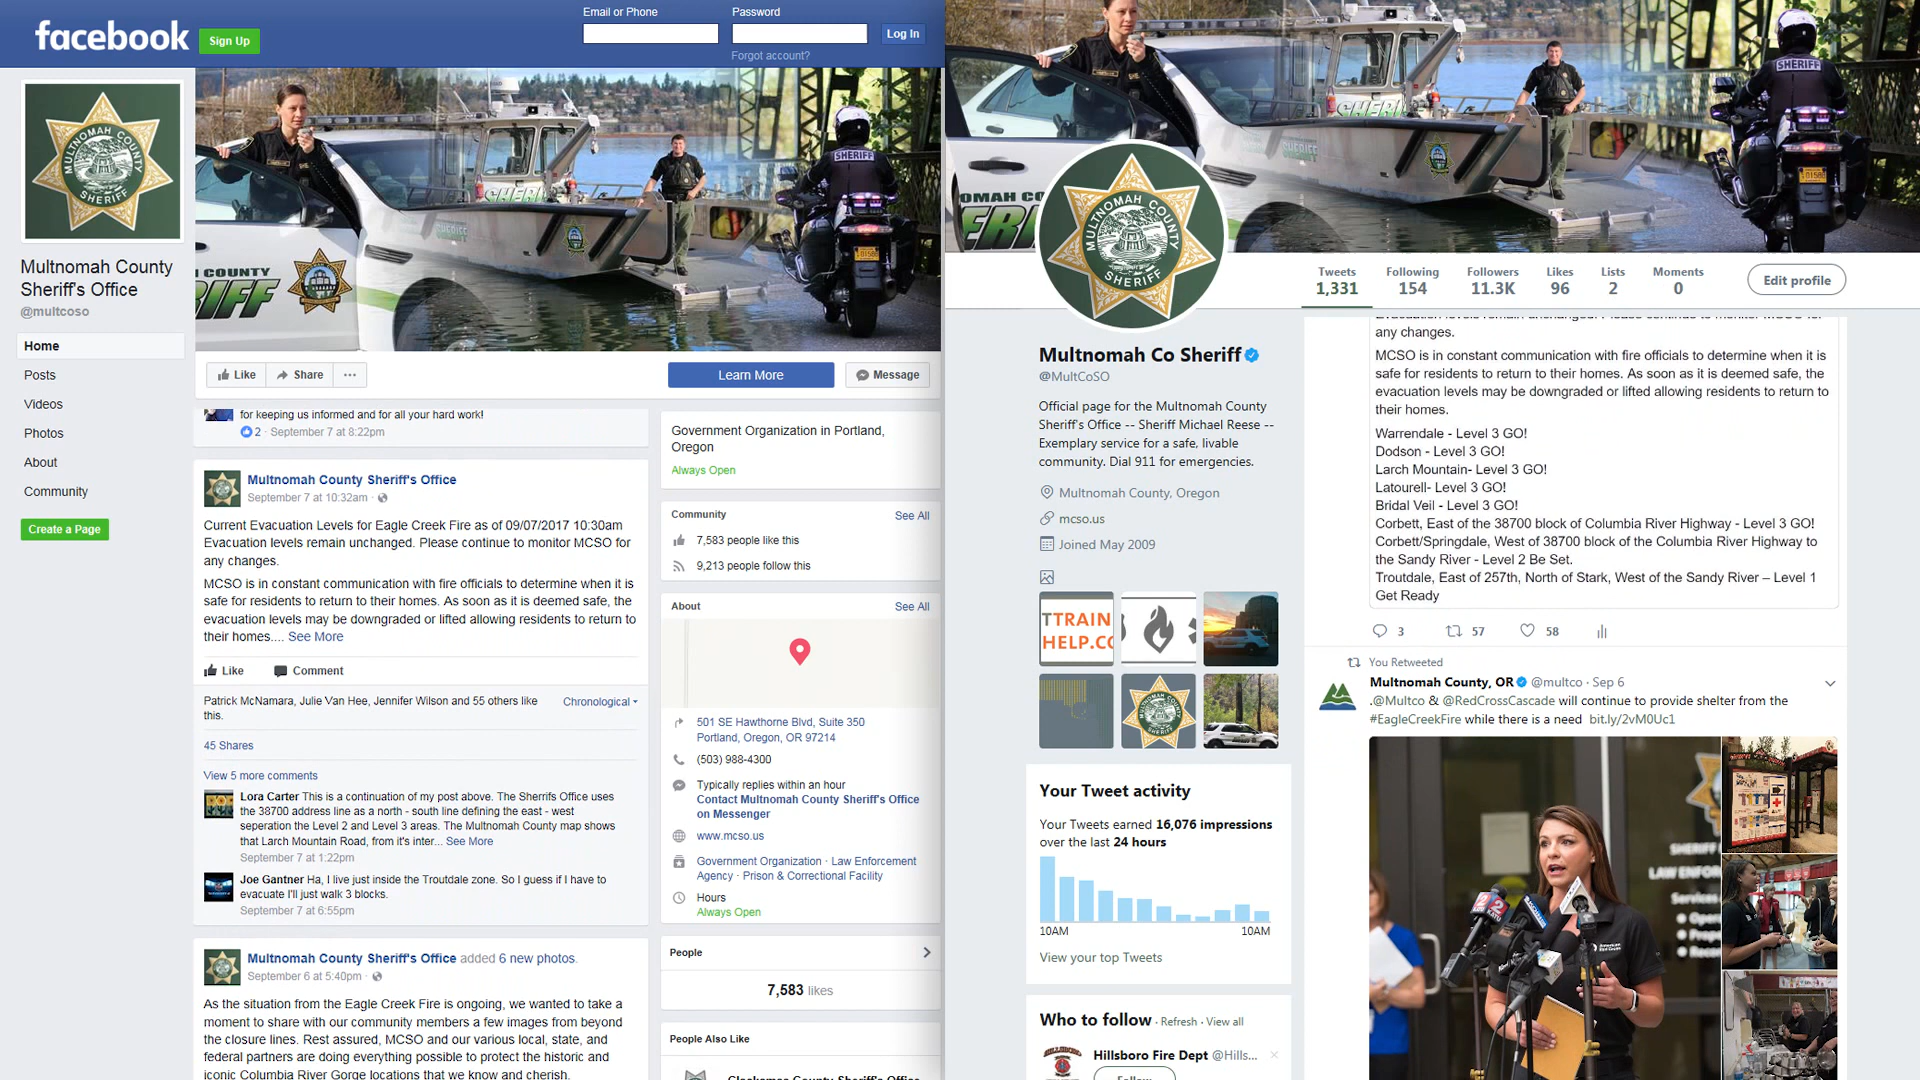 facebook
Sign Up
Email or Phone
Password
Log In
Forgot account?
MULTNOMAH COUNTY
SHERIFF
Multnomah County
Sheriff's Office
@multcoso
Home
Posts
Videos
Photos
About
Community
Create a Page
SHERIFF
COUNTY
Like
Share
Learn More
Message
for keeping us informed and for all your hard work!
2 · September 7 at 8:22pm
Multnomah County Sheriff's Office
September 7 at 10:32am ·
Current Evacuation Levels for Eagle Creek Fire as of 09/07/2017 10:30am
Evacuation levels remain unchanged. Please continue to monitor MCSO for
any changes.
MCSO is in constant communication with fire officials to determine when it is
safe for residents to return to their homes. As soon as it is deemed safe, the
evacuation levels may be downgraded or lifted allowing residents to return to
their homes.... See More
Like
Comment
Patrick McNamara, Julie Van Hee, Jennifer Wilson and 55 others like
this.
Chronological
45 Shares
View 5 more comments
Lora Carter This is a continuation of my post above. The Sherrifs Office uses
the 38700 address line as a north - south line defining the east - west
seperation the Level 2 and Level 3 areas. The Multnomah County map shows
that Larch Mountain Road, from it's inter... See More
September 7 at 1:22pm
Joe Gantner Ha, I live just inside the Troutdale zone. So I guess if I have to
evacuate I'll just walk 3 blocks.
September 7 at 6:55pm
Multnomah County Sheriff's Office added 6 new photos.
September 6 at 5:40pm ·
As the situation from the Eagle Creek Fire is ongoing, we wanted to take a
moment to share with our community members a few images from beyond
the closure lines. Rest assured, MCSO and our various local, state, and
federal partners are doing everything possible to protect the historic and
iconic Columbia River Gorge locations that we know and cherish.
Government Organization in Portland,
Oregon
Always Open
Community
See All
7,583 people like this
9,213 people follow this
About
See All
501 SE Hawthorne Blvd, Suite 350
Portland, Oregon, OR 97214
(503) 988-4300
Typically replies within an hour
Contact Multnomah County Sheriff's Office
on Messenger
www.mcso.us
Government Organization · Law Enforcement
Agency · Prison & Correctional Facility
Hours
Always Open
People
7,583 likes
People Also Like
Clackamas County Sheriff's Office
SHERIFF
MULTNOMAH COUNTY
SHERIFF
Tweets
1,331
Following
154
Followers
11.3K
Likes
96
Lists
2
Moments
0
Edit profile
Multnomah Co Sheriff
@MultCoSO
Official page for the Multnomah County
Sheriff's Office -- Sheriff Michael Reese --
Exemplary service for a safe, livable
community. Dial 911 for emergencies.
Multnomah County, Oregon
mcso.us
Joined May 2009
TTRAIN
HELP.CO
Your Tweet activity
Your Tweets earned 16,076 impressions
over the last 24 hours
10AM
10AM
View your top Tweets
Who to follow · Refresh · View all
Hillsboro Fire Dept @Hills...
Follow
Evacuation levels remain unchanged. Please continue to monitor MCSO for
any changes.
MCSO is in constant communication with fire officials to determine when it is
safe for residents to return to their homes. As soon as it is deemed safe, the
evacuation levels may be downgraded or lifted allowing residents to return to
their homes.
Warrendale - Level 3 GO!
Dodson - Level 3 GO!
Larch Mountain- Level 3 GO!
Latourell- Level 3 GO!
Bridal Veil - Level 3 GO!
Corbett, East of the 38700 block of Columbia River Highway - Level 3 GO!
Corbett/Springdale, West of 38700 block of the Columbia River Highway to
the Sandy River - Level 2 Be Set.
Troutdale, East of 257th, North of Stark, West of the Sandy River – Level 1
Get Ready
3
57
58
You Retweeted
Multnomah County, OR @multco · Sep 6
.@Multco & @RedCrossCascade will continue to provide shelter from the
#EagleCreekFire while there is a need bit.ly/2vM0Uc1